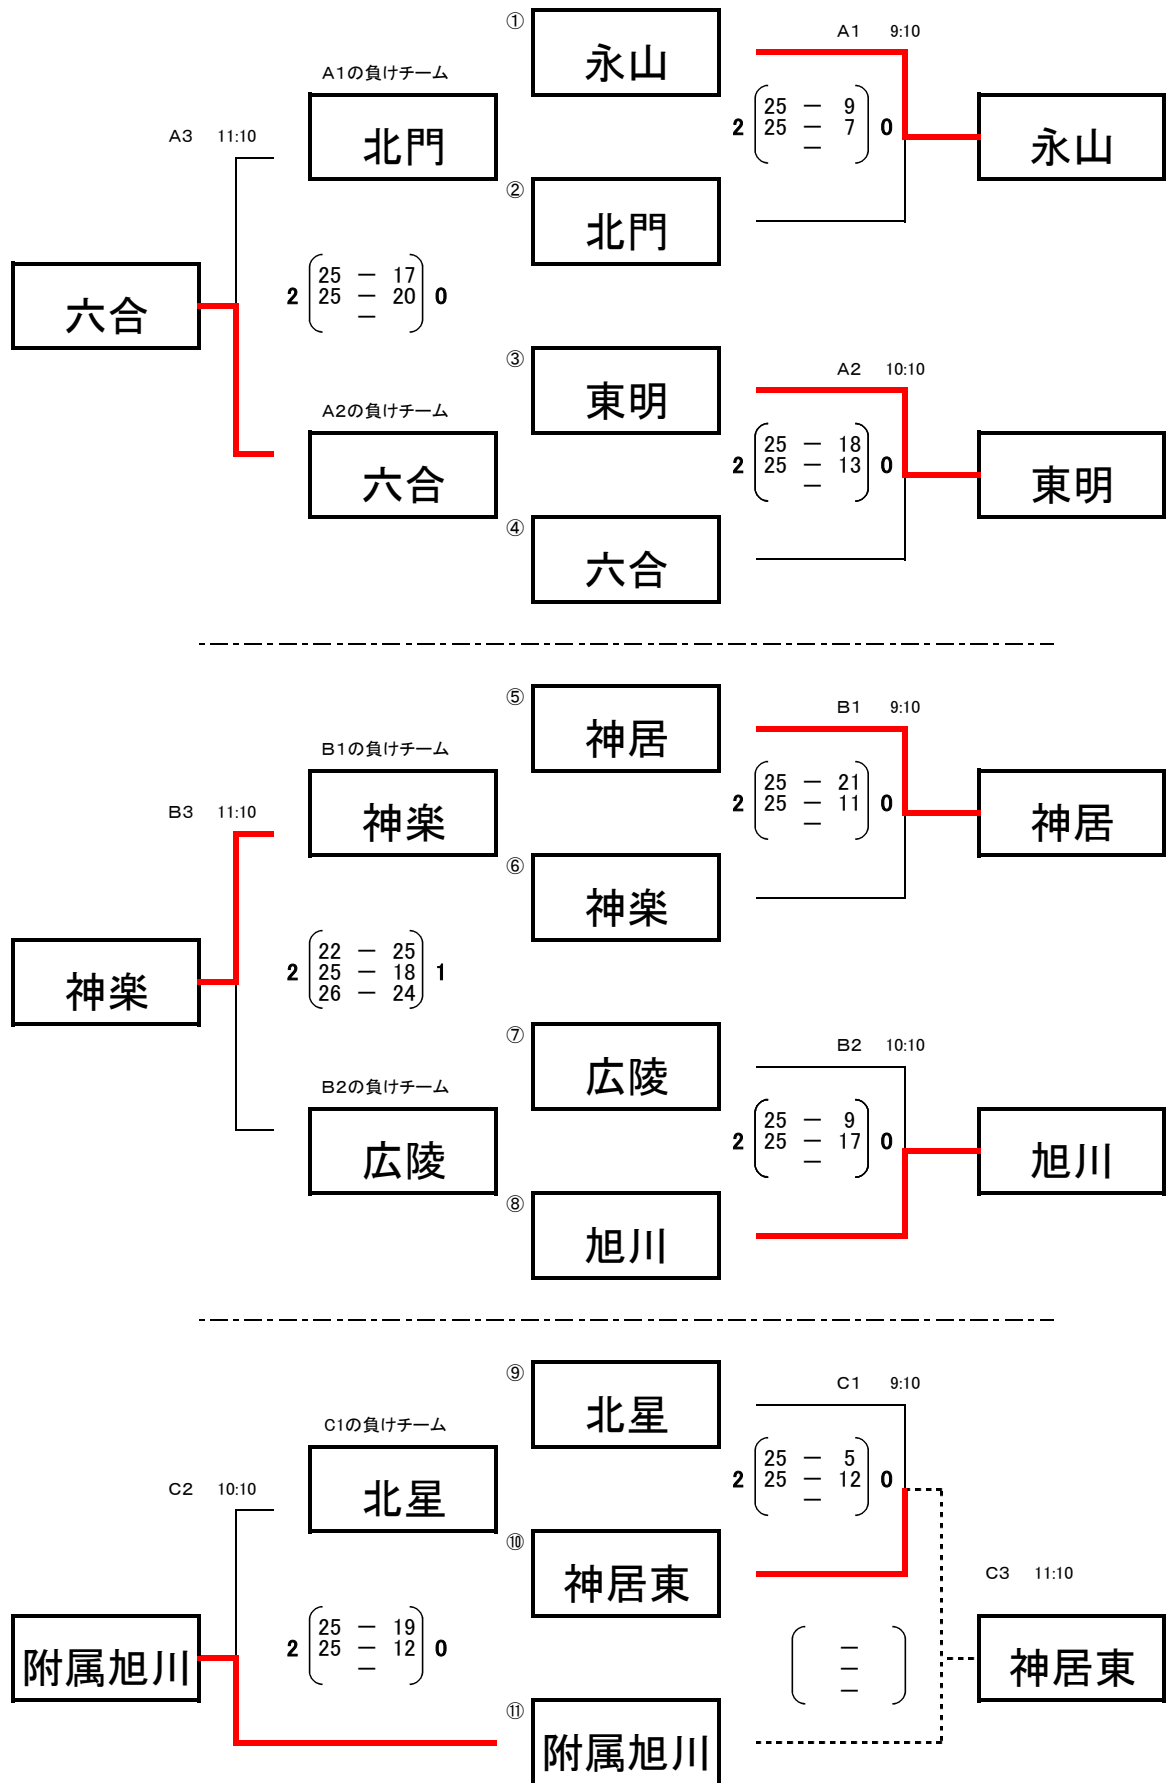 ① 永山
A1 9:10
A1の負けチーム
北門
2 25 ― 9 0
25 ― 7
―
永山
A3 11:10
② 北門
六合
2 25 ― 17 0
25 ― 20
―
③ 東明
A2 10:10
A2の負けチーム
六合
2 25 ― 18 0
25 ― 13
―
東明
④ 六合
⑤ 神居
B1 9:10
B1の負けチーム
神楽
2 25 ― 21 0
25 ― 11
―
神居
B3 11:10
⑥ 神楽
神楽
2 22 ― 25 1
25 ― 18
26 ― 24
⑦ 広陵
B2 10:10
B2の負けチーム
広陵
2 25 ― 9 0
25 ― 17
―
旭川
⑧ 旭川
⑨ 北星
C1 9:10
C1の負けチーム
北星
2 25 ― 5 0
25 ― 12
―
C2 10:10
⑩ 神居東
C3 11:10
附属旭川
2 25 ― 19 0
25 ― 12
―
―
―
―
神居東
⑪ 附属旭川